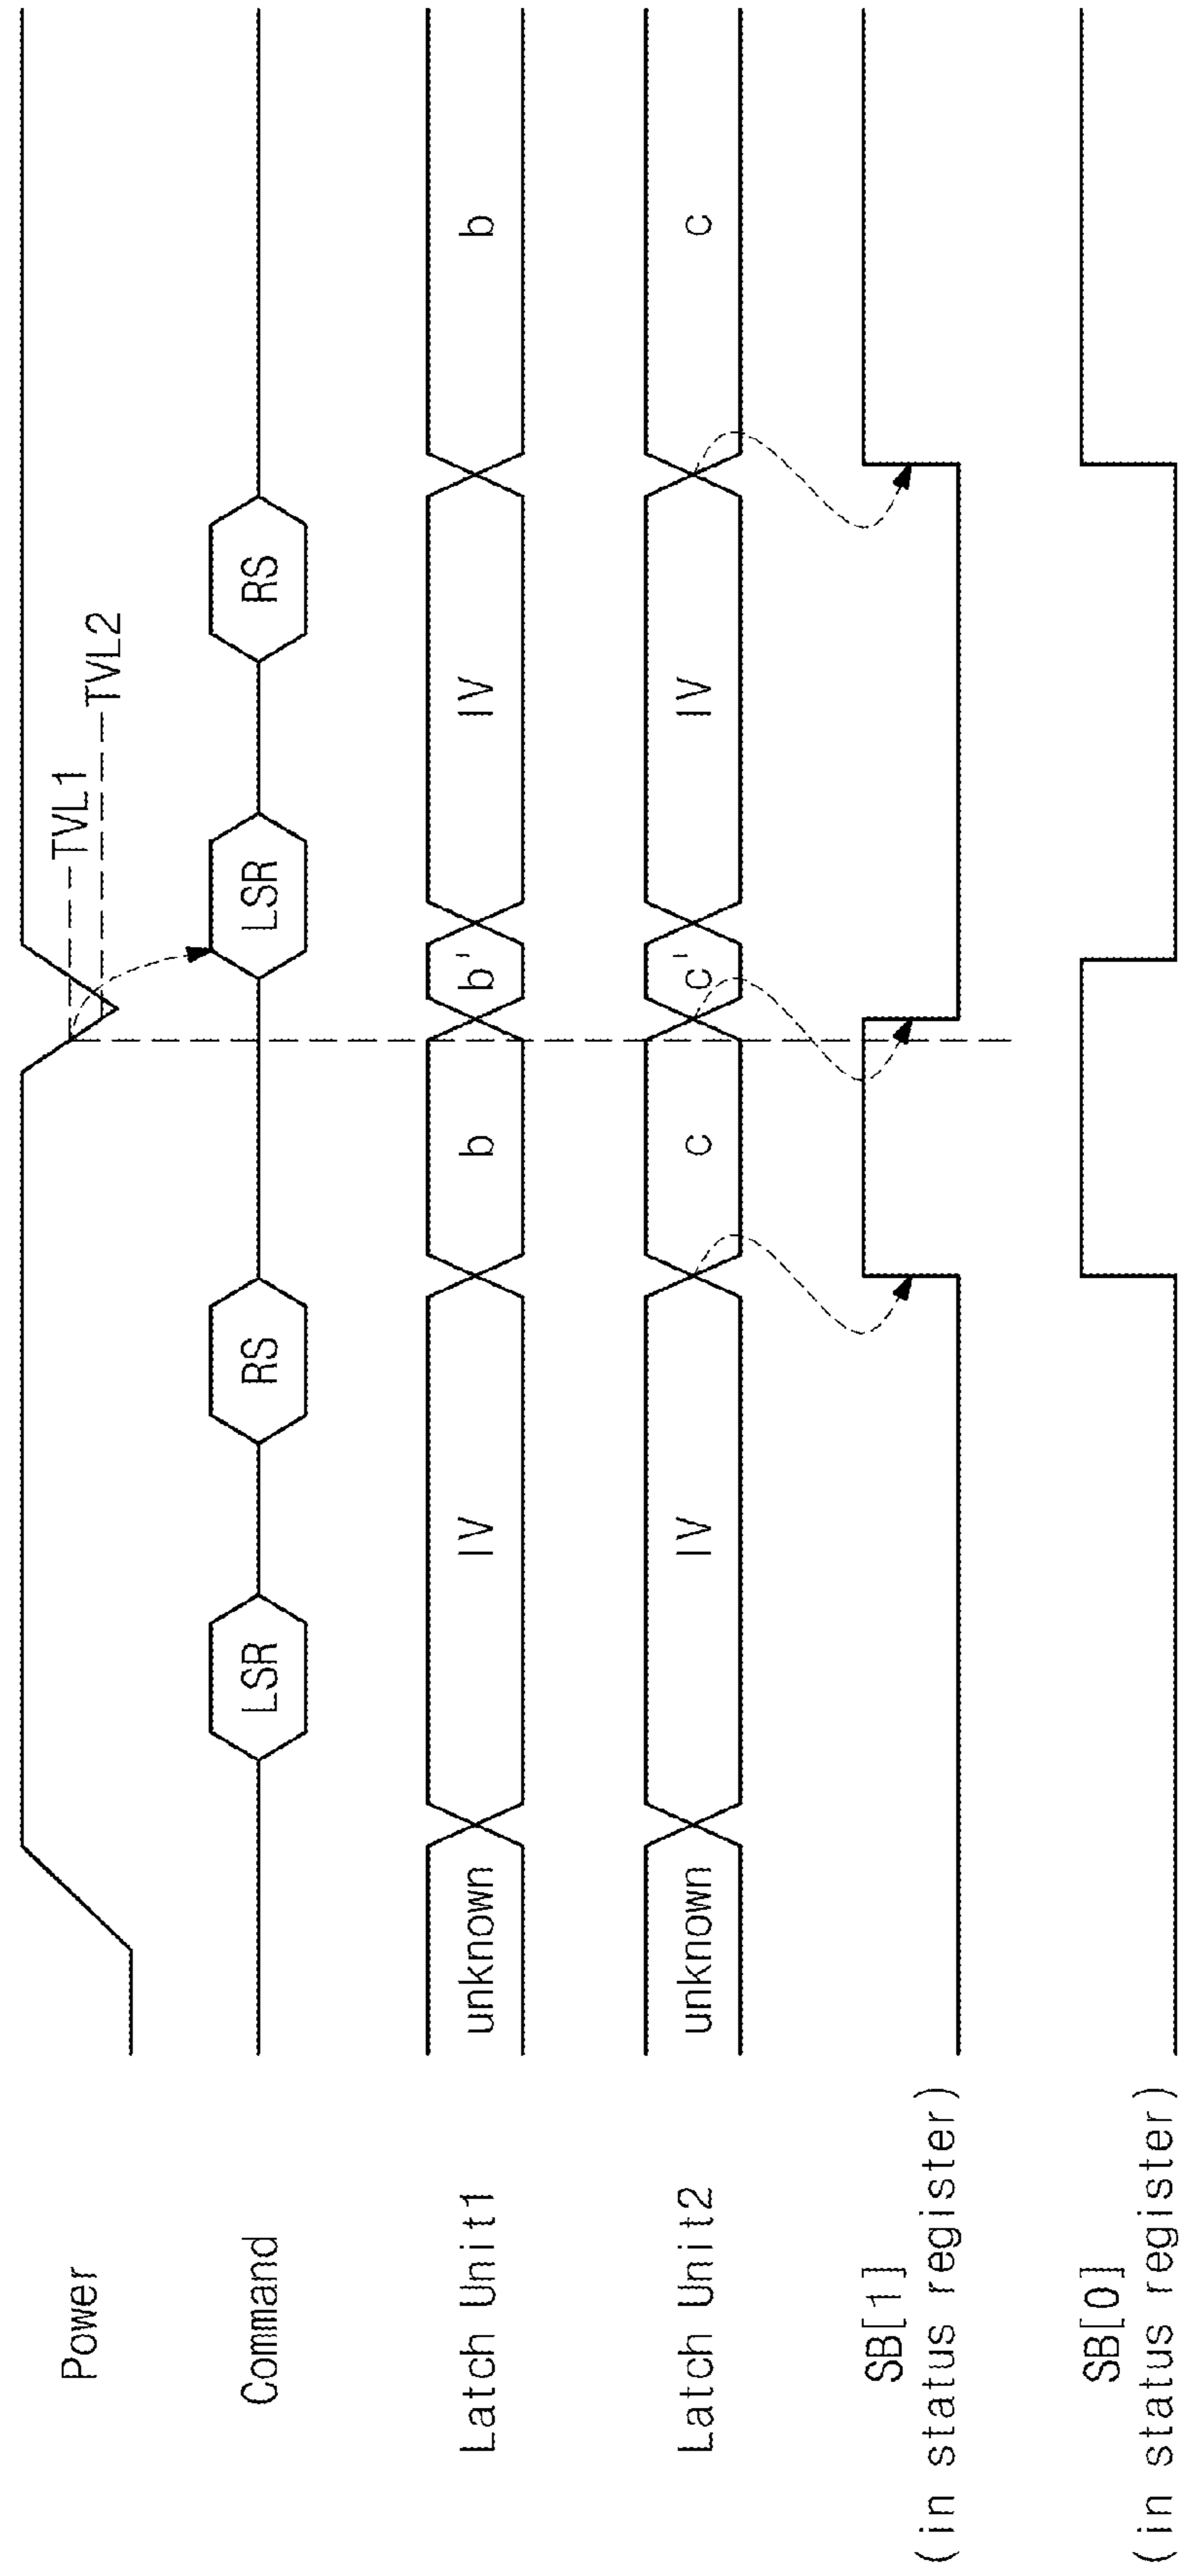 Power
TVL1
TVL2
Command
LSR
RS
LSR
RS
Latch Unit1
unknown
IV
b
b'
IV
b
Latch Unit2
unknown
IV
c
c'
IV
c
SB[1]
(in status register)
SB[0]
(in status register)